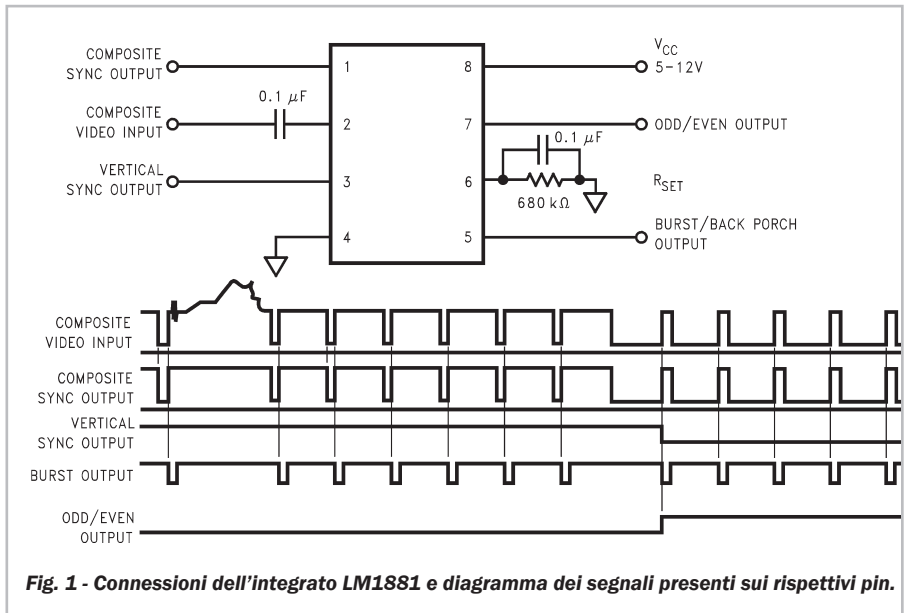 COMPOSITE
SYNC OUTPUT
1
8
VCC
5-12V
0.1 µF
COMPOSITE
VIDEO INPUT
2
7
ODD/EVEN OUTPUT
0.1 µF
VERTICAL
SYNC OUTPUT
3
6
680 kΩ
RSET
4
5
BURST/BACK PORCH
OUTPUT
COMPOSITE
VIDEO INPUT
COMPOSITE
SYNC OUTPUT
VERTICAL
SYNC OUTPUT
BURST OUTPUT
ODD/EVEN
OUTPUT
Fig. 1 - Connessioni dell'integrato LM1881 e diagramma dei segnali presenti sui rispettivi pin.